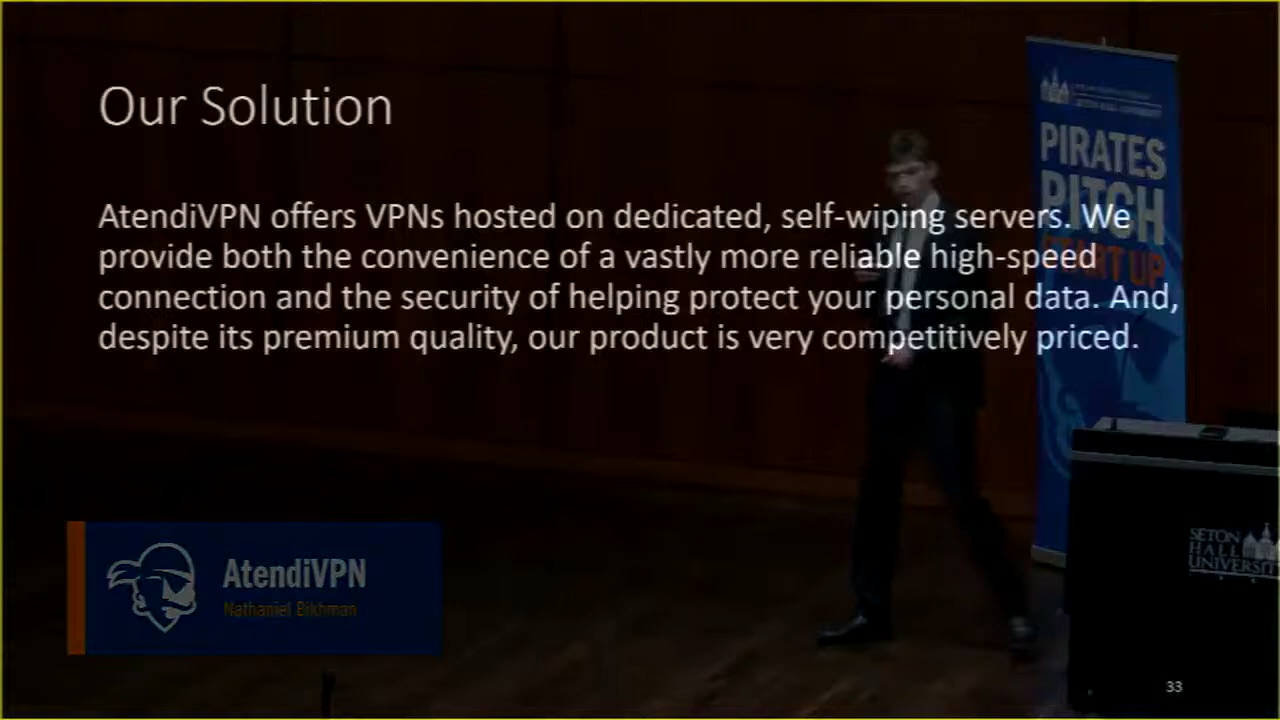 Our Solution
AtendiVPN offers VPNs hosted on dedicated, self-wiping servers. We
provide both the convenience of a vastly more reliable high-speed
connection and the security of helping protect your personal data. And,
despite its premium quality, our product is very competitively priced.
PIRATES
PITCH
START UP
AtendiVPN
Nathaniel Bikhman
SETON
HALL
UNIVERSITY
33